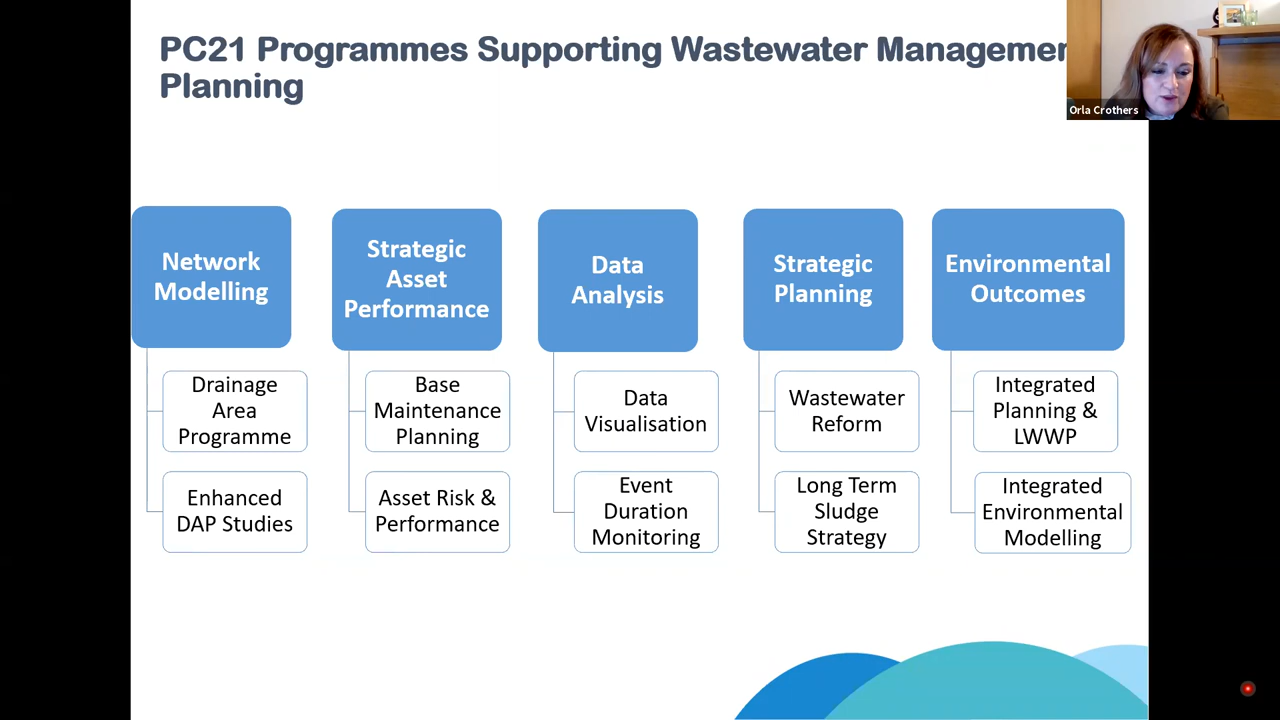 PC21 Programmes Supporting Wastewater Managemen
Planning
Orla Crothers
Network
Modelling
Drainage
Area
Programme
Enhanced
DAP Studies
Strategic
Asset
Performance
Base
Maintenance
Planning
Asset Risk &
Performance
Data
Analysis
Data
Visualisation
Event
Duration
Monitoring
Strategic
Planning
Wastewater
Reform
Long Term
Sludge
Strategy
Environmental
Outcomes
Integrated
Planning &
LWWP
Integrated
Environmental
Modelling